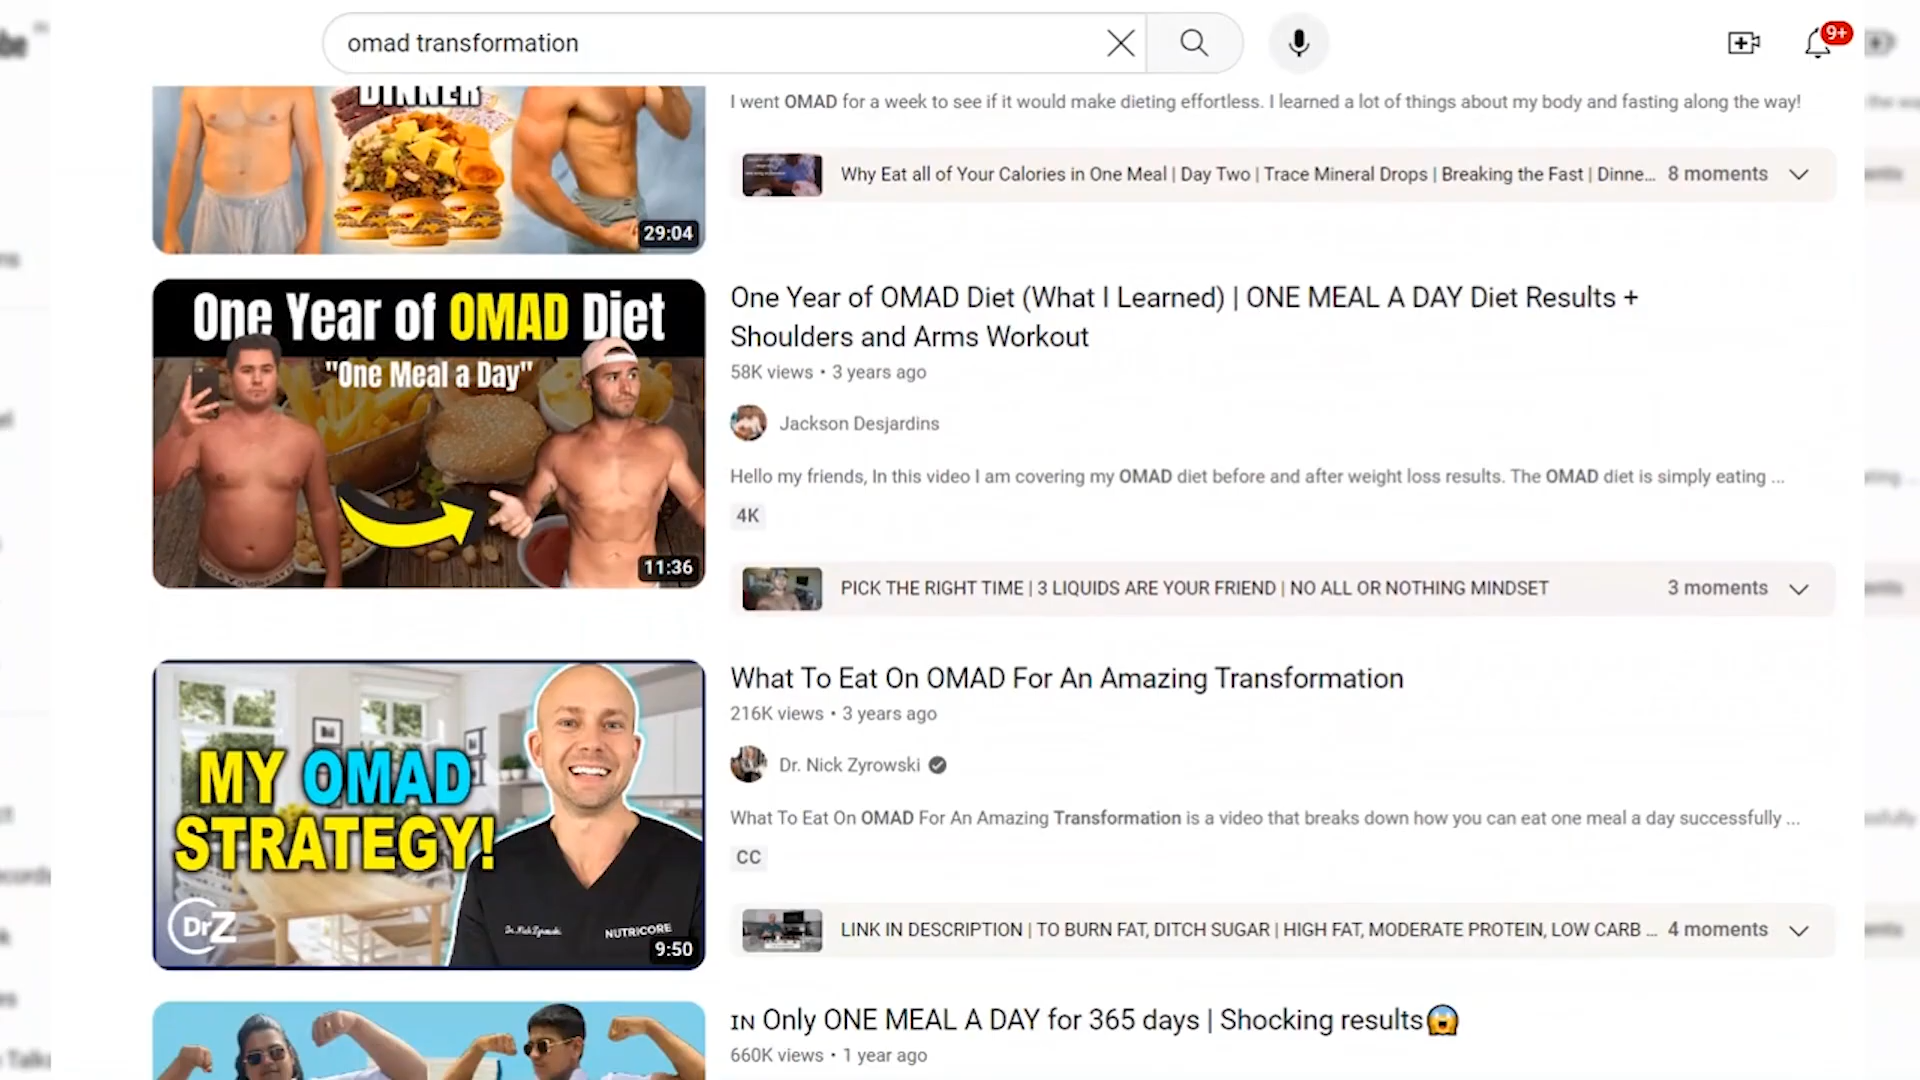 omad transformation
9+
DINNER
29:04
I went OMAD for a week to see if it would make dieting effortless. I learned a lot of things about my body and fasting along the way!
Why Eat all of Your Calories in One Meal | Day Two | Trace Mineral Drops | Breaking the Fast | Dinne...
8 moments
One Year of OMAD Diet
"One Meal a Day"
11:36
One Year of OMAD Diet (What I Learned) | ONE MEAL A DAY Diet Results +
Shoulders and Arms Workout
58K views • 3 years ago
Jackson Desjardins
Hello my friends, In this video I am covering my OMAD diet before and after weight loss results. The OMAD diet is simply eating ...
4K
PICK THE RIGHT TIME | 3 LIQUIDS ARE YOUR FRIEND | NO ALL OR NOTHING MINDSET
3 moments
MY OMAD
STRATEGY!
DrZ
Dr. Nick Zyrowski
NUTRICORE
9:50
What To Eat On OMAD For An Amazing Transformation
216K views • 3 years ago
Dr. Nick Zyrowski
What To Eat On OMAD For An Amazing Transformation is a video that breaks down how you can eat one meal a day successfully ...
CC
LINK IN DESCRIPTION | TO BURN FAT, DITCH SUGAR | HIGH FAT, MODERATE PROTEIN, LOW CARB ...
4 moments
ɪɴ Only ONE MEAL A DAY for 365 days | Shocking results😱
660K views • 1 year ago